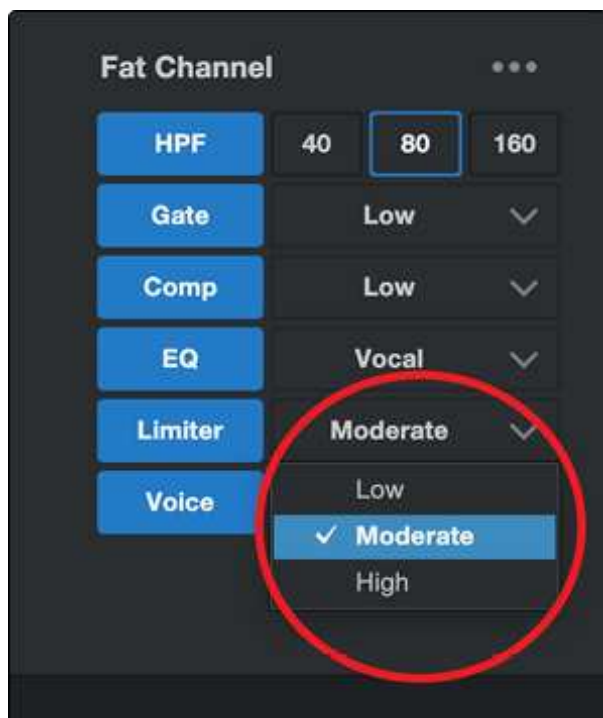 Fat Channel
HPF 40 80 160
Gate Low
Comp Low
EQ Vocal
Limiter Moderate
Low
Voice
Moderate
High